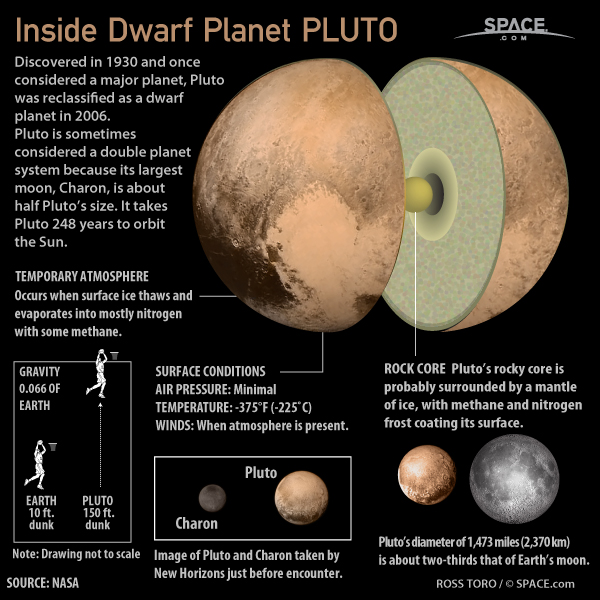 Inside Dwarf Planet PLUTO
SPACE
.COM
Discovered in 1930 and once
considered a major planet, Pluto
was reclassified as a dwarf
planet in 2006.
Pluto is sometimes
considered a double planet
system because its largest
moon, Charon, is about
half Pluto's size. It takes
Pluto 248 years to orbit
the Sun.
TEMPORARY ATMOSPHERE
Occurs when surface ice thaws and
evaporates into mostly nitrogen
with some methane.
GRAVITY
0.066 OF
EARTH
EARTH
10 ft.
dunk
PLUTO
150 ft.
dunk
Note: Drawing not to scale
SURFACE CONDITIONS
AIR PRESSURE: Minimal
TEMPERATURE: -375°F (-225°C)
WINDS: When atmosphere is present.
Pluto
Charon
Image of Pluto and Charon taken by
New Horizons just before encounter.
ROCK CORE Pluto's rocky core is
probably surrounded by a mantle
of ice, with methane and nitrogen
frost coating its surface.
Pluto's diameter of 1,473 miles (2,370 km)
is about two-thirds that of Earth's moon.
SOURCE: NASA
ROSS TORO / © SPACE.com